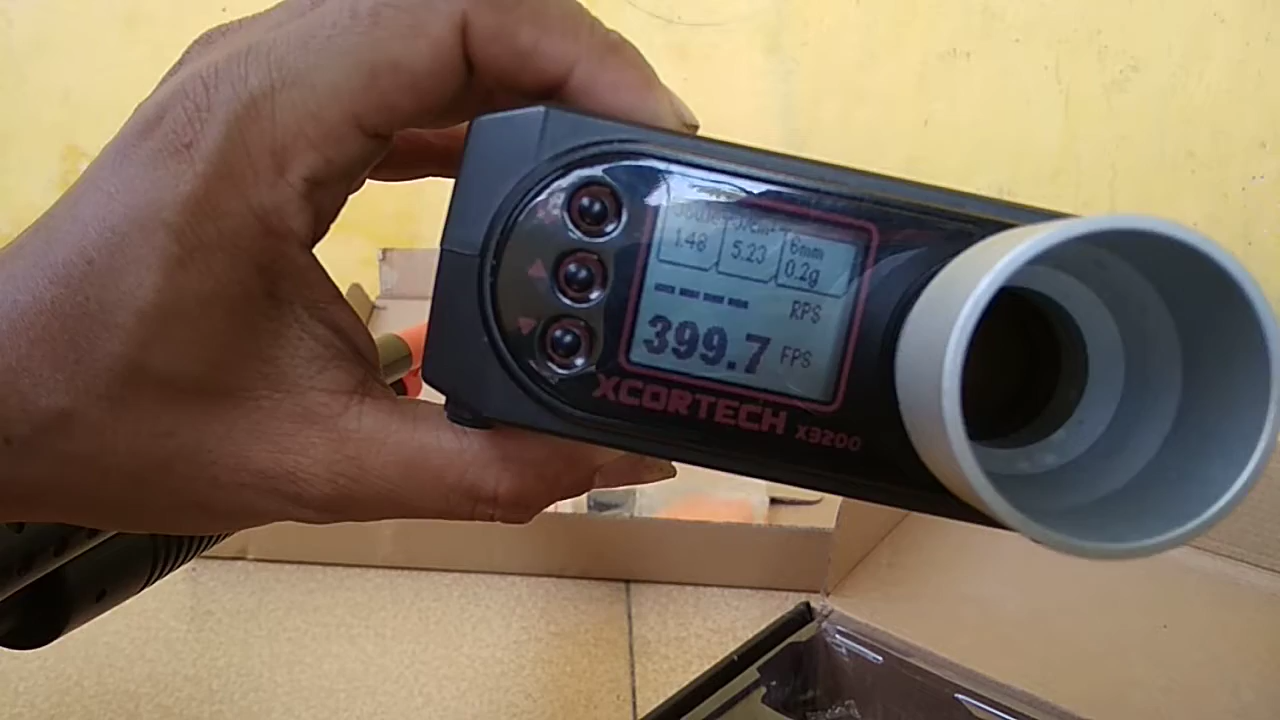 1.48 5.23 6mm
0.2g
---- RPS
399.7 FPS
XCORTECH X3200